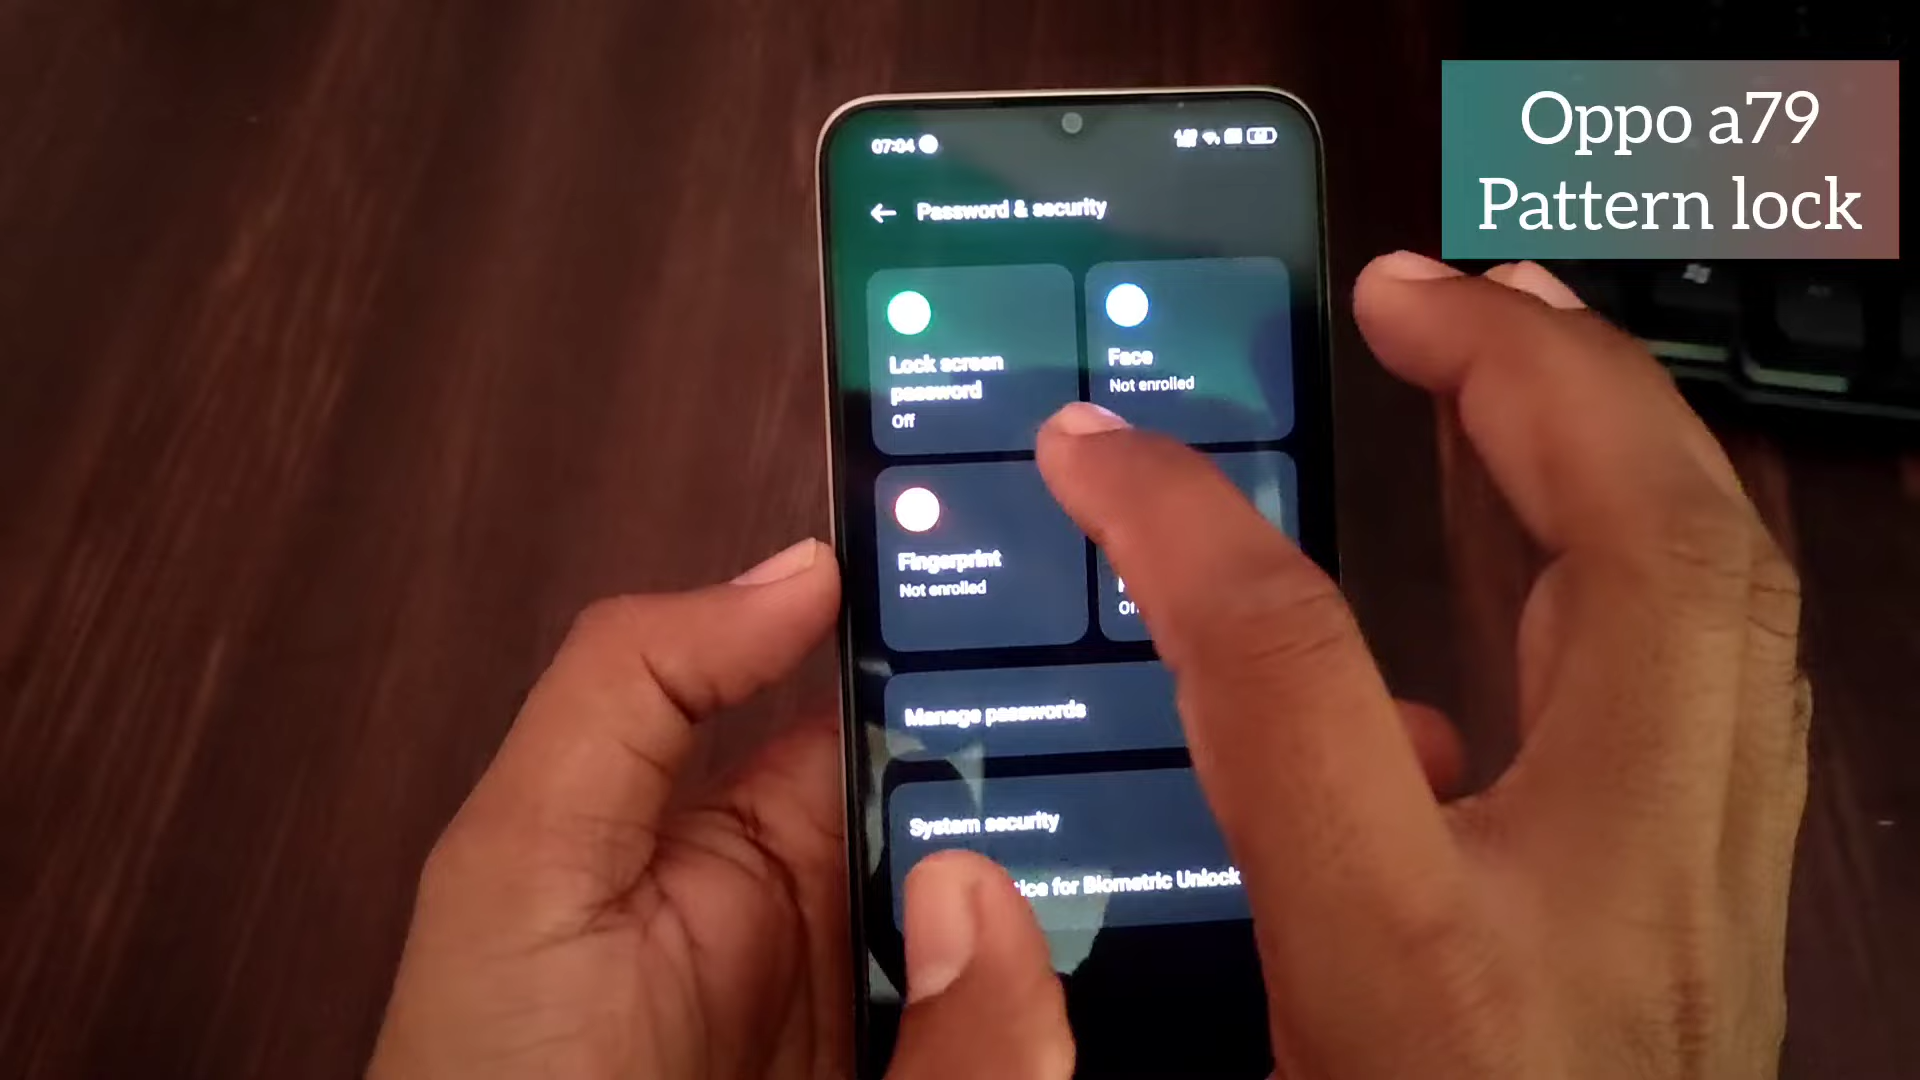 Oppo a79
Pattern lock
07:04
Password & security
Lock screen
password
Off
Face
Not enrolled
Fingerprint
Not enrolled
Manage passwords
System security
for Biometric Unlock